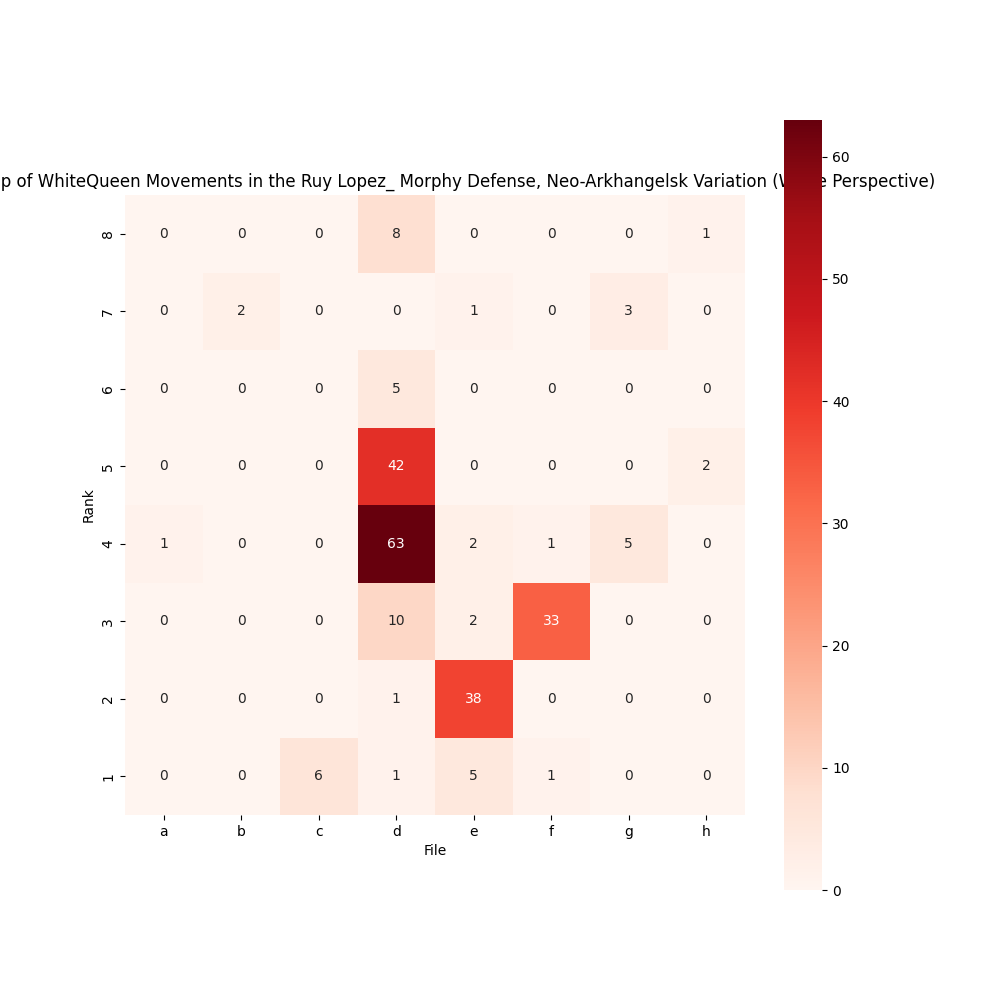 p of WhiteQueen Movements in the Ruy Lopez_ Morphy Defense, Neo-Arkhangelsk Variation (W e Perspective)
8 0 0 0 8 0 0 0 1
7 0 2 0 0 1 0 3 0
6 0 0 0 5 0 0 0 0
5 0 0 0 42 0 0 0 2
4 1 0 0 63 2 1 5 0
3 0 0 0 10 2 33 0 0
2 0 0 0 1 38 0 0 0
1 0 0 6 1 5 1 0 0
a b c d e f g h
File
Rank
60
50
40
30
20
10
0